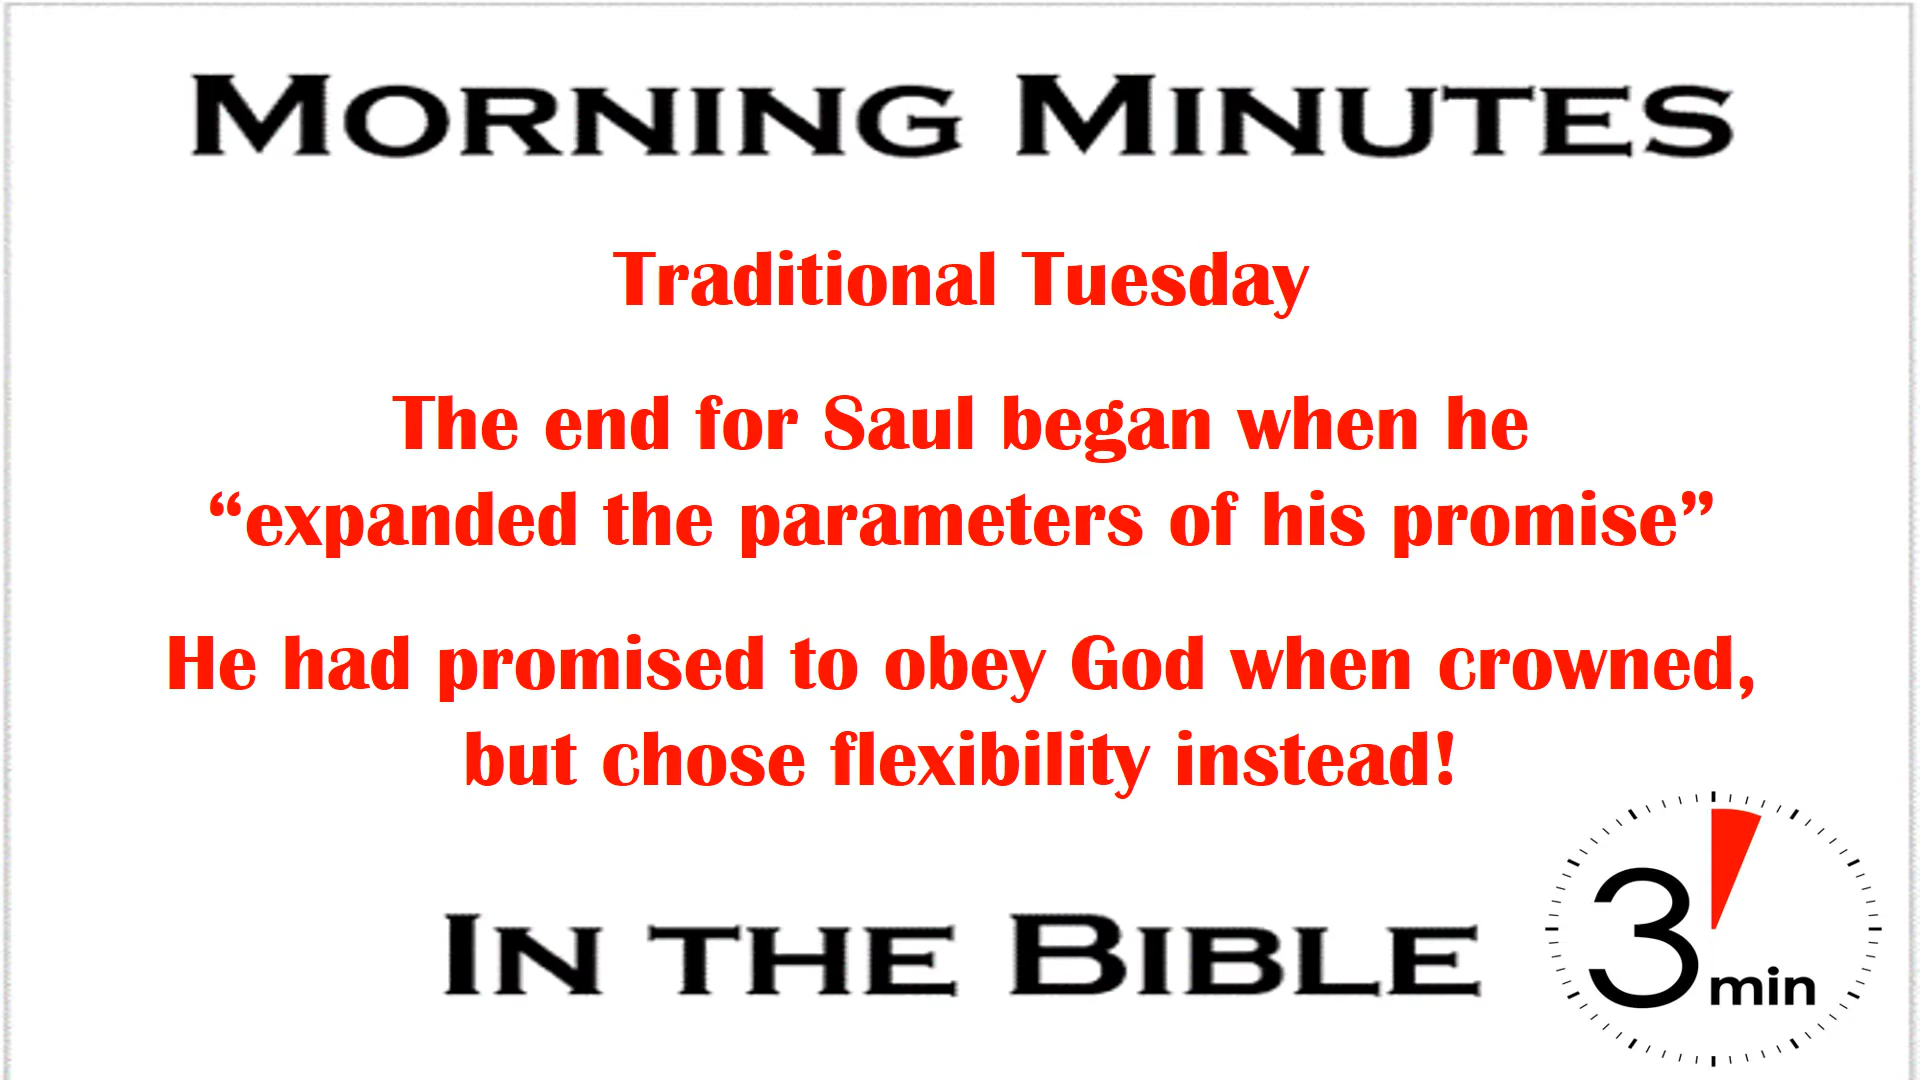 MORNING MINUTES
Traditional Tuesday
The end for Saul began when he
“expanded the parameters of his promise”
He had promised to obey God when crowned,
but chose flexibility instead!
IN THE BIBLE
3 min